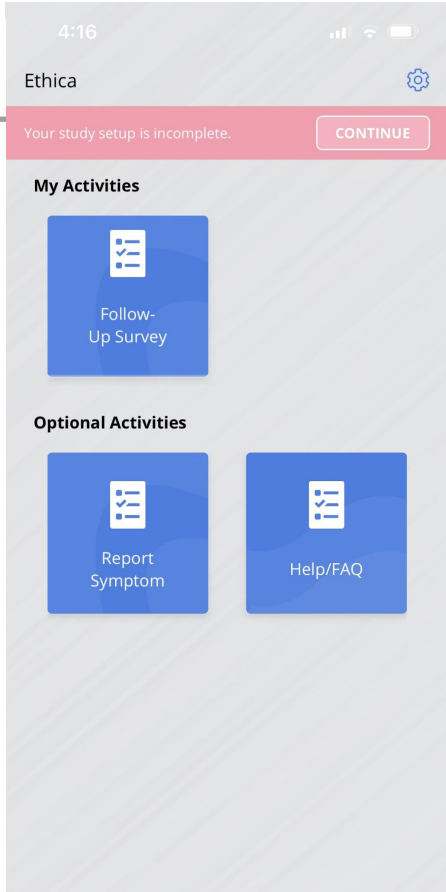 4:16
Ethica
Your study setup is incomplete.
CONTINUE
My Activities
Follow-
Up Survey
Optional Activities
Report
Symptom
Help/FAQ